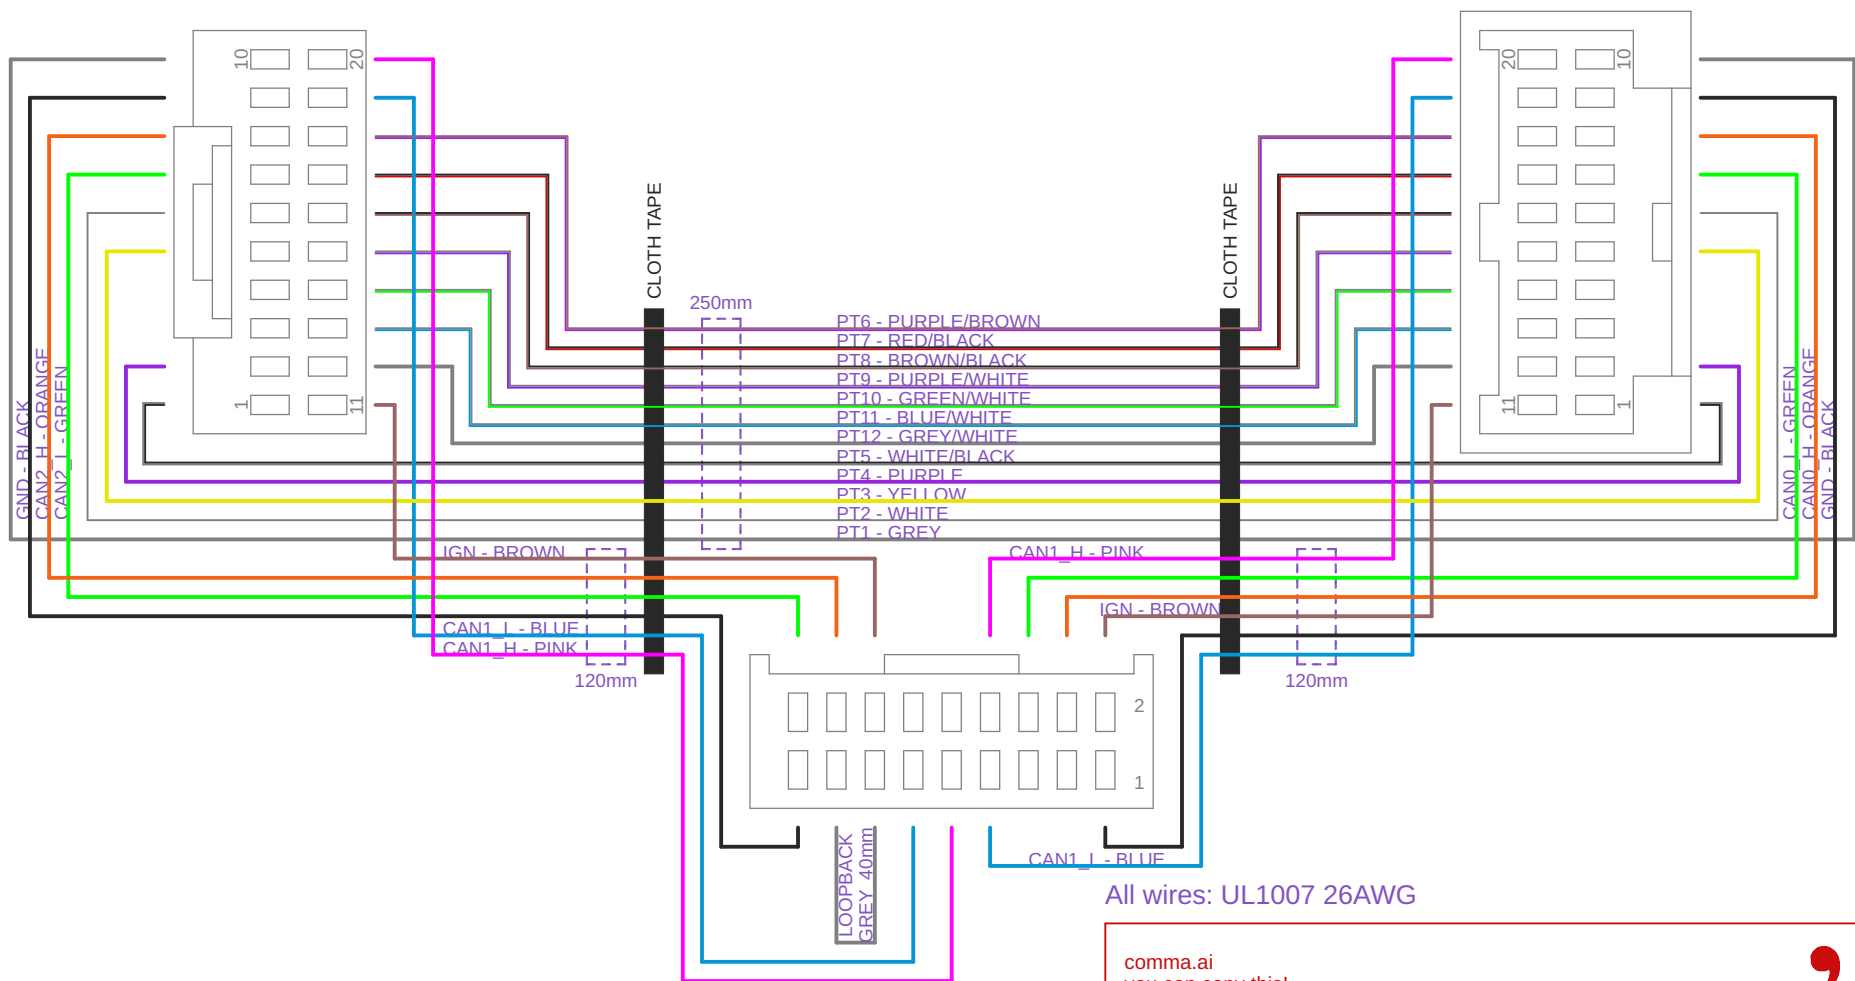 10
20
20
10
CLOTH TAPE
CLOTH TAPE
250mm
PT6 - PURPLE/BROWN
PT7 - RED/BLACK
PT8 - BROWN/BLACK
PT9 - PURPLE/WHITE
PT10 - GREEN/WHITE
PT11 - BLUE/WHITE
PT12 - GREY/WHITE
PT5 - WHITE/BLACK
PT4 - PURPLE
PT3 - YELLOW
PT2 - WHITE
PT1 - GREY
1
11
11
1
GND - BLACK
CAN2_H - ORANGE
CAN2_L - GREEN
CAN0_L - GREEN
CAN0_H - ORANGE
GND - BLACK
IGN - BROWN
CAN1_H - PINK
IGN - BROWN
CAN1_L - BLUE
CAN1_H - PINK
120mm
120mm
2
1
LOOPBACK
GREY 40mm
CAN1_L - BLUE
All wires: UL1007 26AWG
comma.ai
you can copy this!